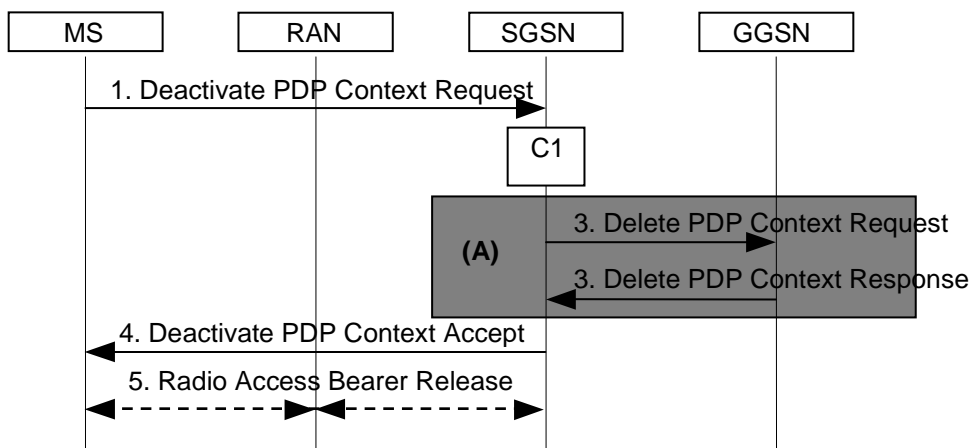 MS
RAN
SGSN
GGSN
1. Deactivate PDP Context Request
C1
3. Delete PDP Context Request
(A)
3. Delete PDP Context Response
4. Deactivate PDP Context Accept
5. Radio Access Bearer Release